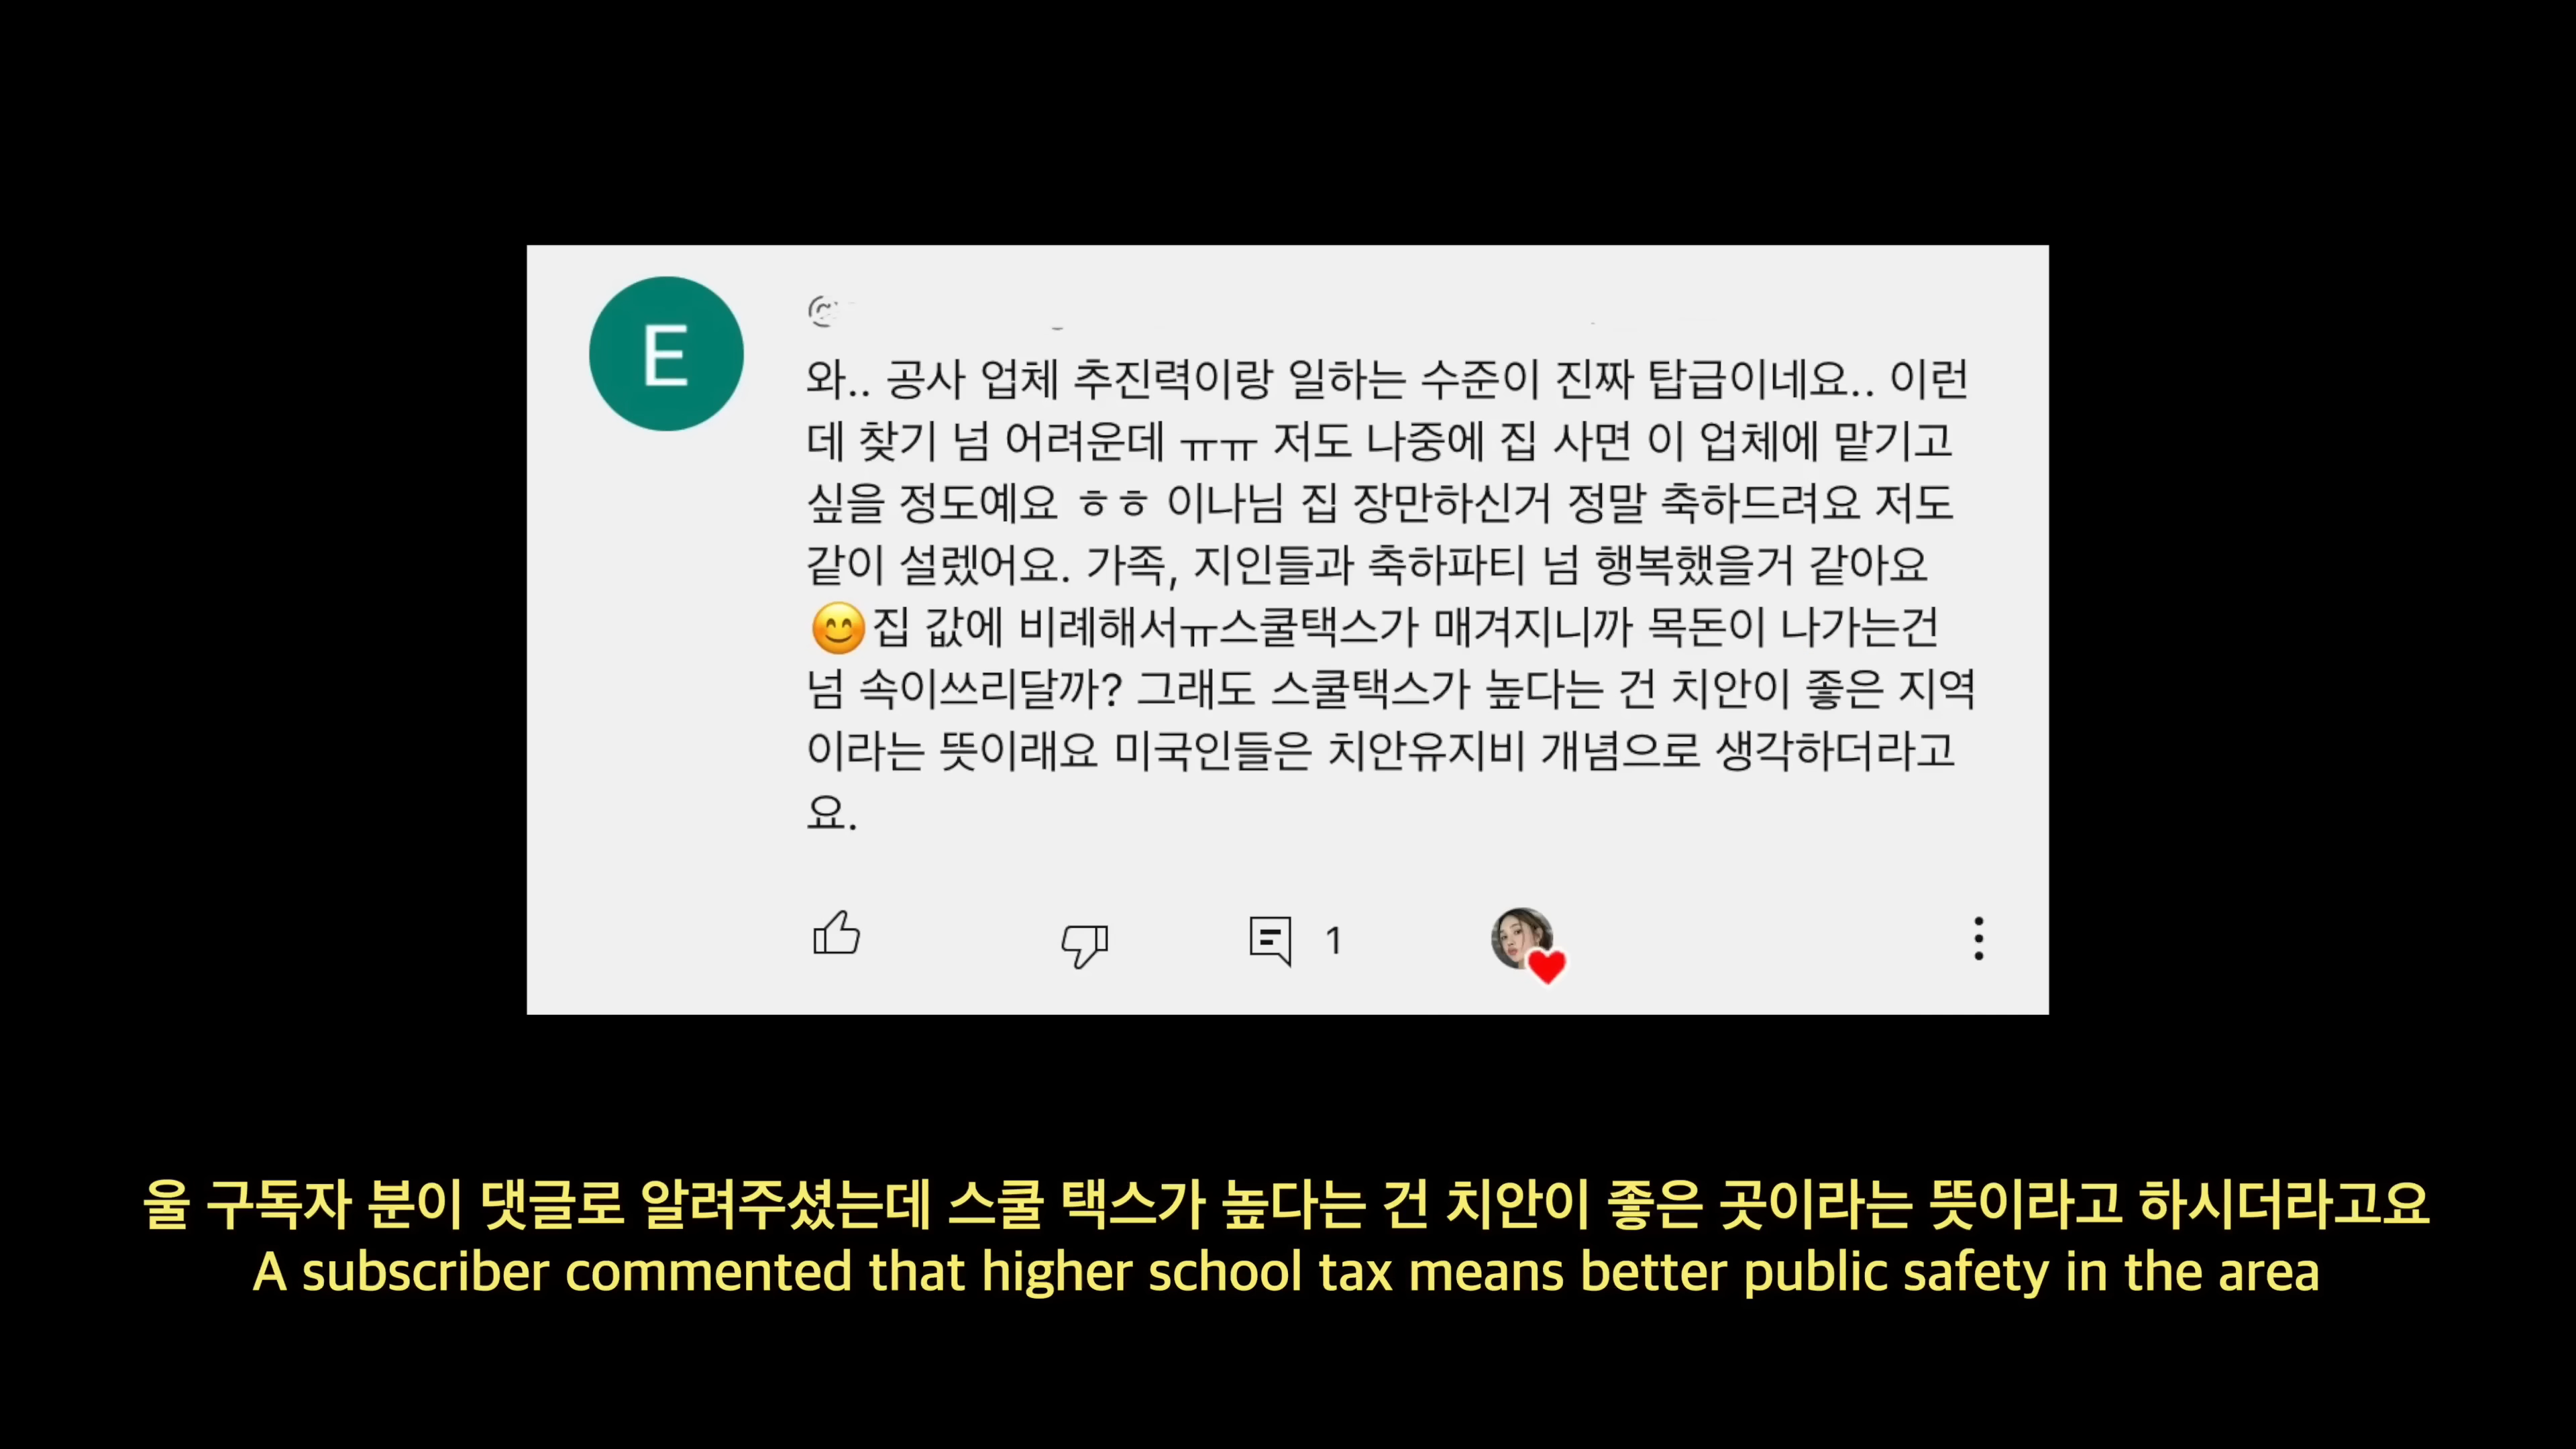 E
@
와.. 공사 업체 추진력이랑 일하는 수준이 진짜 탑급이네요.. 이런
데 찾기 넘 어려운데 ㅠㅠ 저도 나중에 집 사면 이 업체에 맡기고
싶을 정도예요 ㅎㅎ 이나님 집 장만하신거 정말 축하드려요 저도
같이 설렜어요. 가족, 지인들과 축하파티 넘 행복했을거 같아요
😊집 값에 비례해서ㅠ스쿨택스가 매겨지니까 목돈이 나가는건
넘 속이쓰리달까? 그래도 스쿨택스가 높다는 건 치안이 좋은 지역
이라는 뜻이래요 미국인들은 치안유지비 개념으로 생각하더라고
요.
1
울 구독자 분이 댓글로 알려주셨는데 스쿨 택스가 높다는 건 치안이 좋은 곳이라는 뜻이라고 하시더라고요
A subscriber commented that higher school tax means better public safety in the area